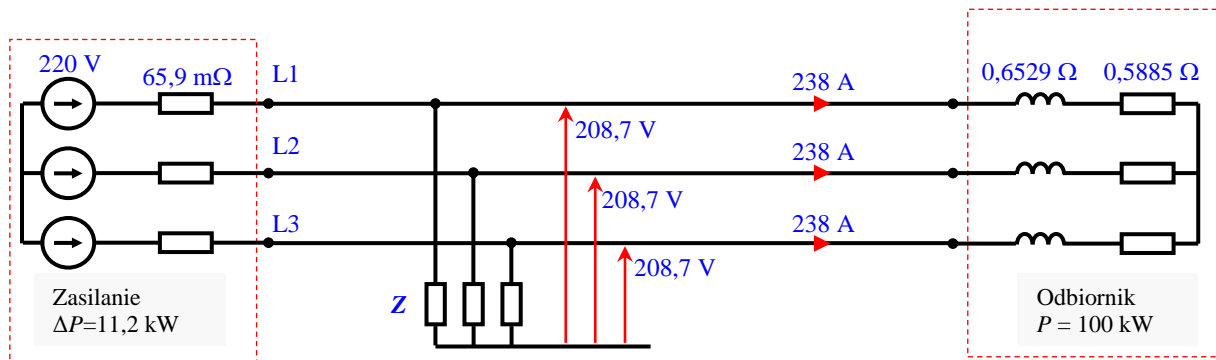 220 V
65,9 mΩ
L1
238 A
0,6529 Ω
0,5885 Ω
208,7 V
L2
238 A
208,7 V
L3
238 A
208,7 V
Z
Zasilanie
ΔP=11,2 kW
Odbiornik
P = 100 kW